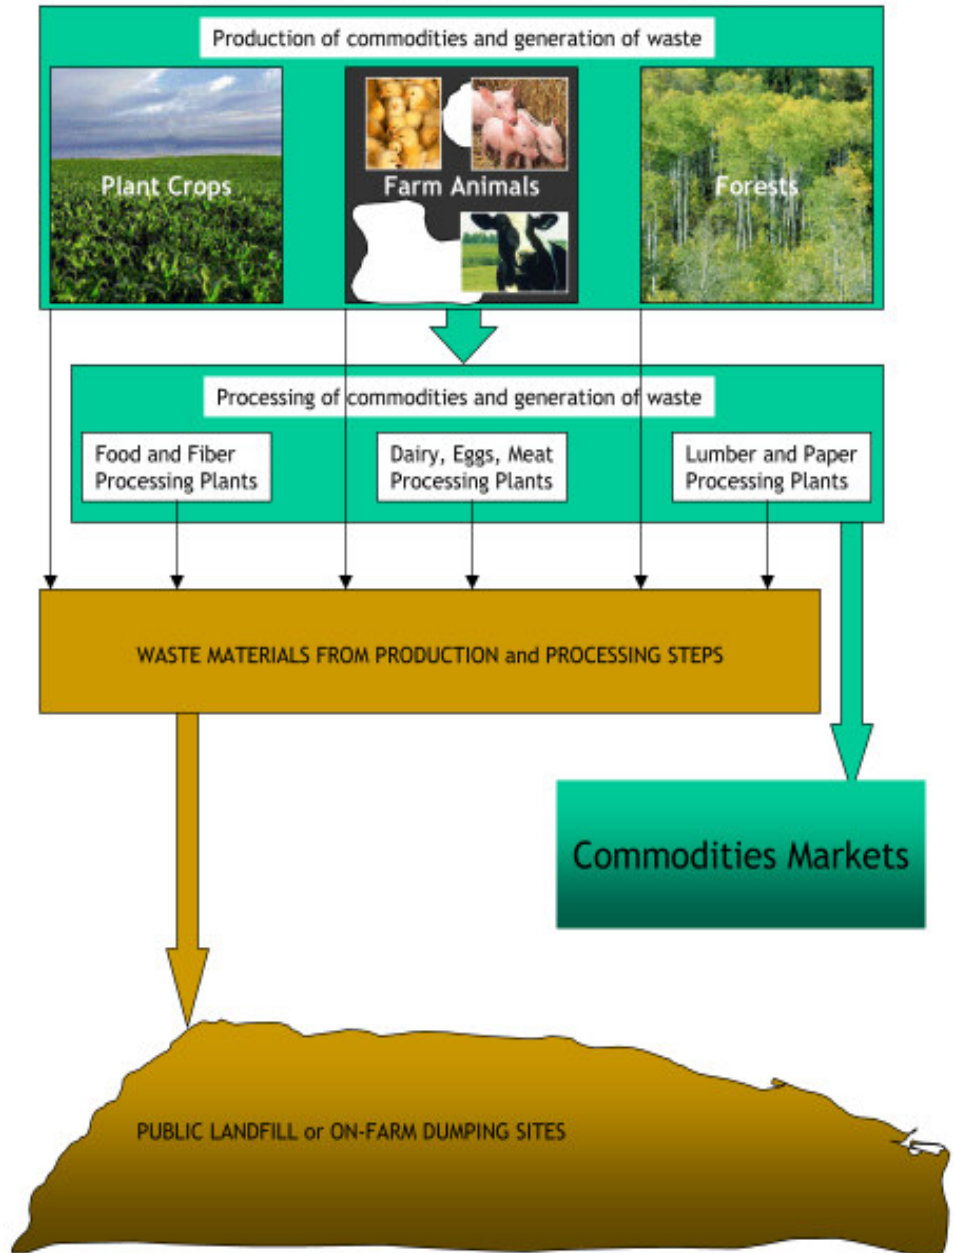 Production of commodities and generation of waste
Plant Crops
Farm Animals
Forests
Processing of commodities and generation of waste
Food and Fiber
Processing Plants
Dairy, Eggs, Meat
Processing Plants
Lumber and Paper
Processing Plants
WASTE MATERIALS FROM PRODUCTION and PROCESSING STEPS
Commodities Markets
PUBLIC LANDFILL or ON-FARM DUMPING SITES